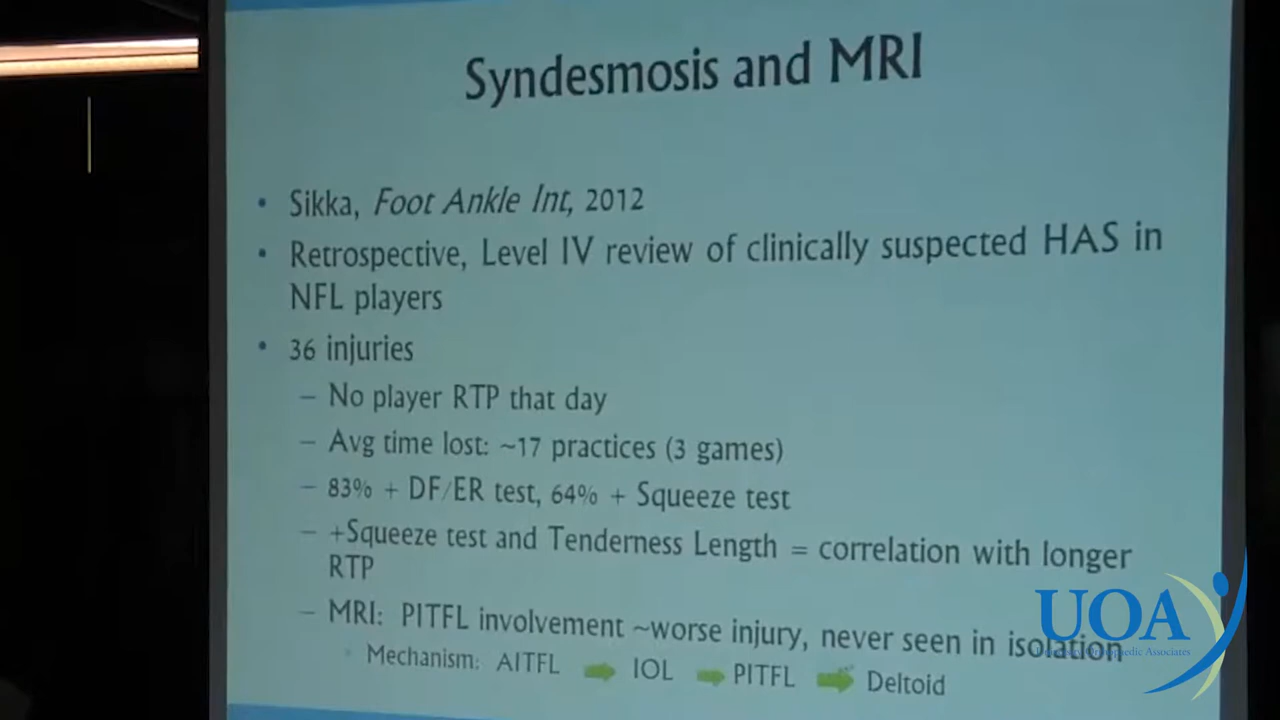 Syndesmosis and MRI
• Sikka, Foot Ankle Int, 2012
• Retrospective, Level IV review of clinically suspected HAS in
NFL players
• 36 injuries
– No player RTP that day
– Avg time lost: ~17 practices (3 games)
– 83% + DF/ER test, 64% + Squeeze test
– +Squeeze test and Tenderness Length = correlation with longer
RTP
– MRI: PITFL involvement ~worse injury, never seen in isolation
Mechanism: AITFL IOL PITFL Deltoid
UOA
Orthopaedic Associates